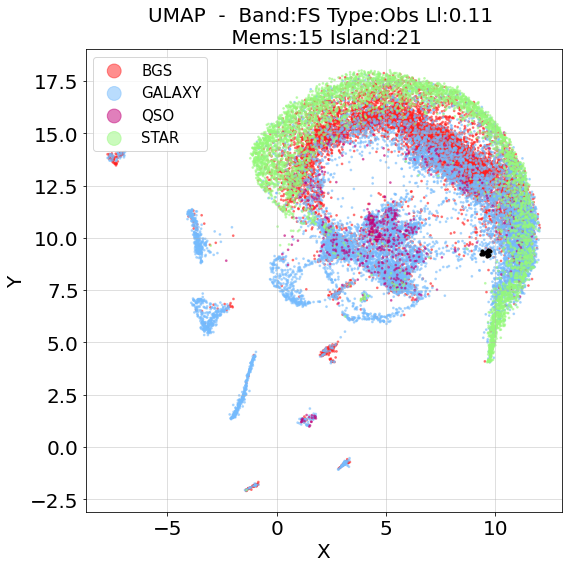 UMAP  -  Band:FS Type:Obs Ll:0.11
Mems:15 Island:21
BGS
GALAXY
QSO
STAR
17.5
15.0
12.5
10.0
7.5
5.0
2.5
0.0
−2.5
Y
−5
0
5
10
X